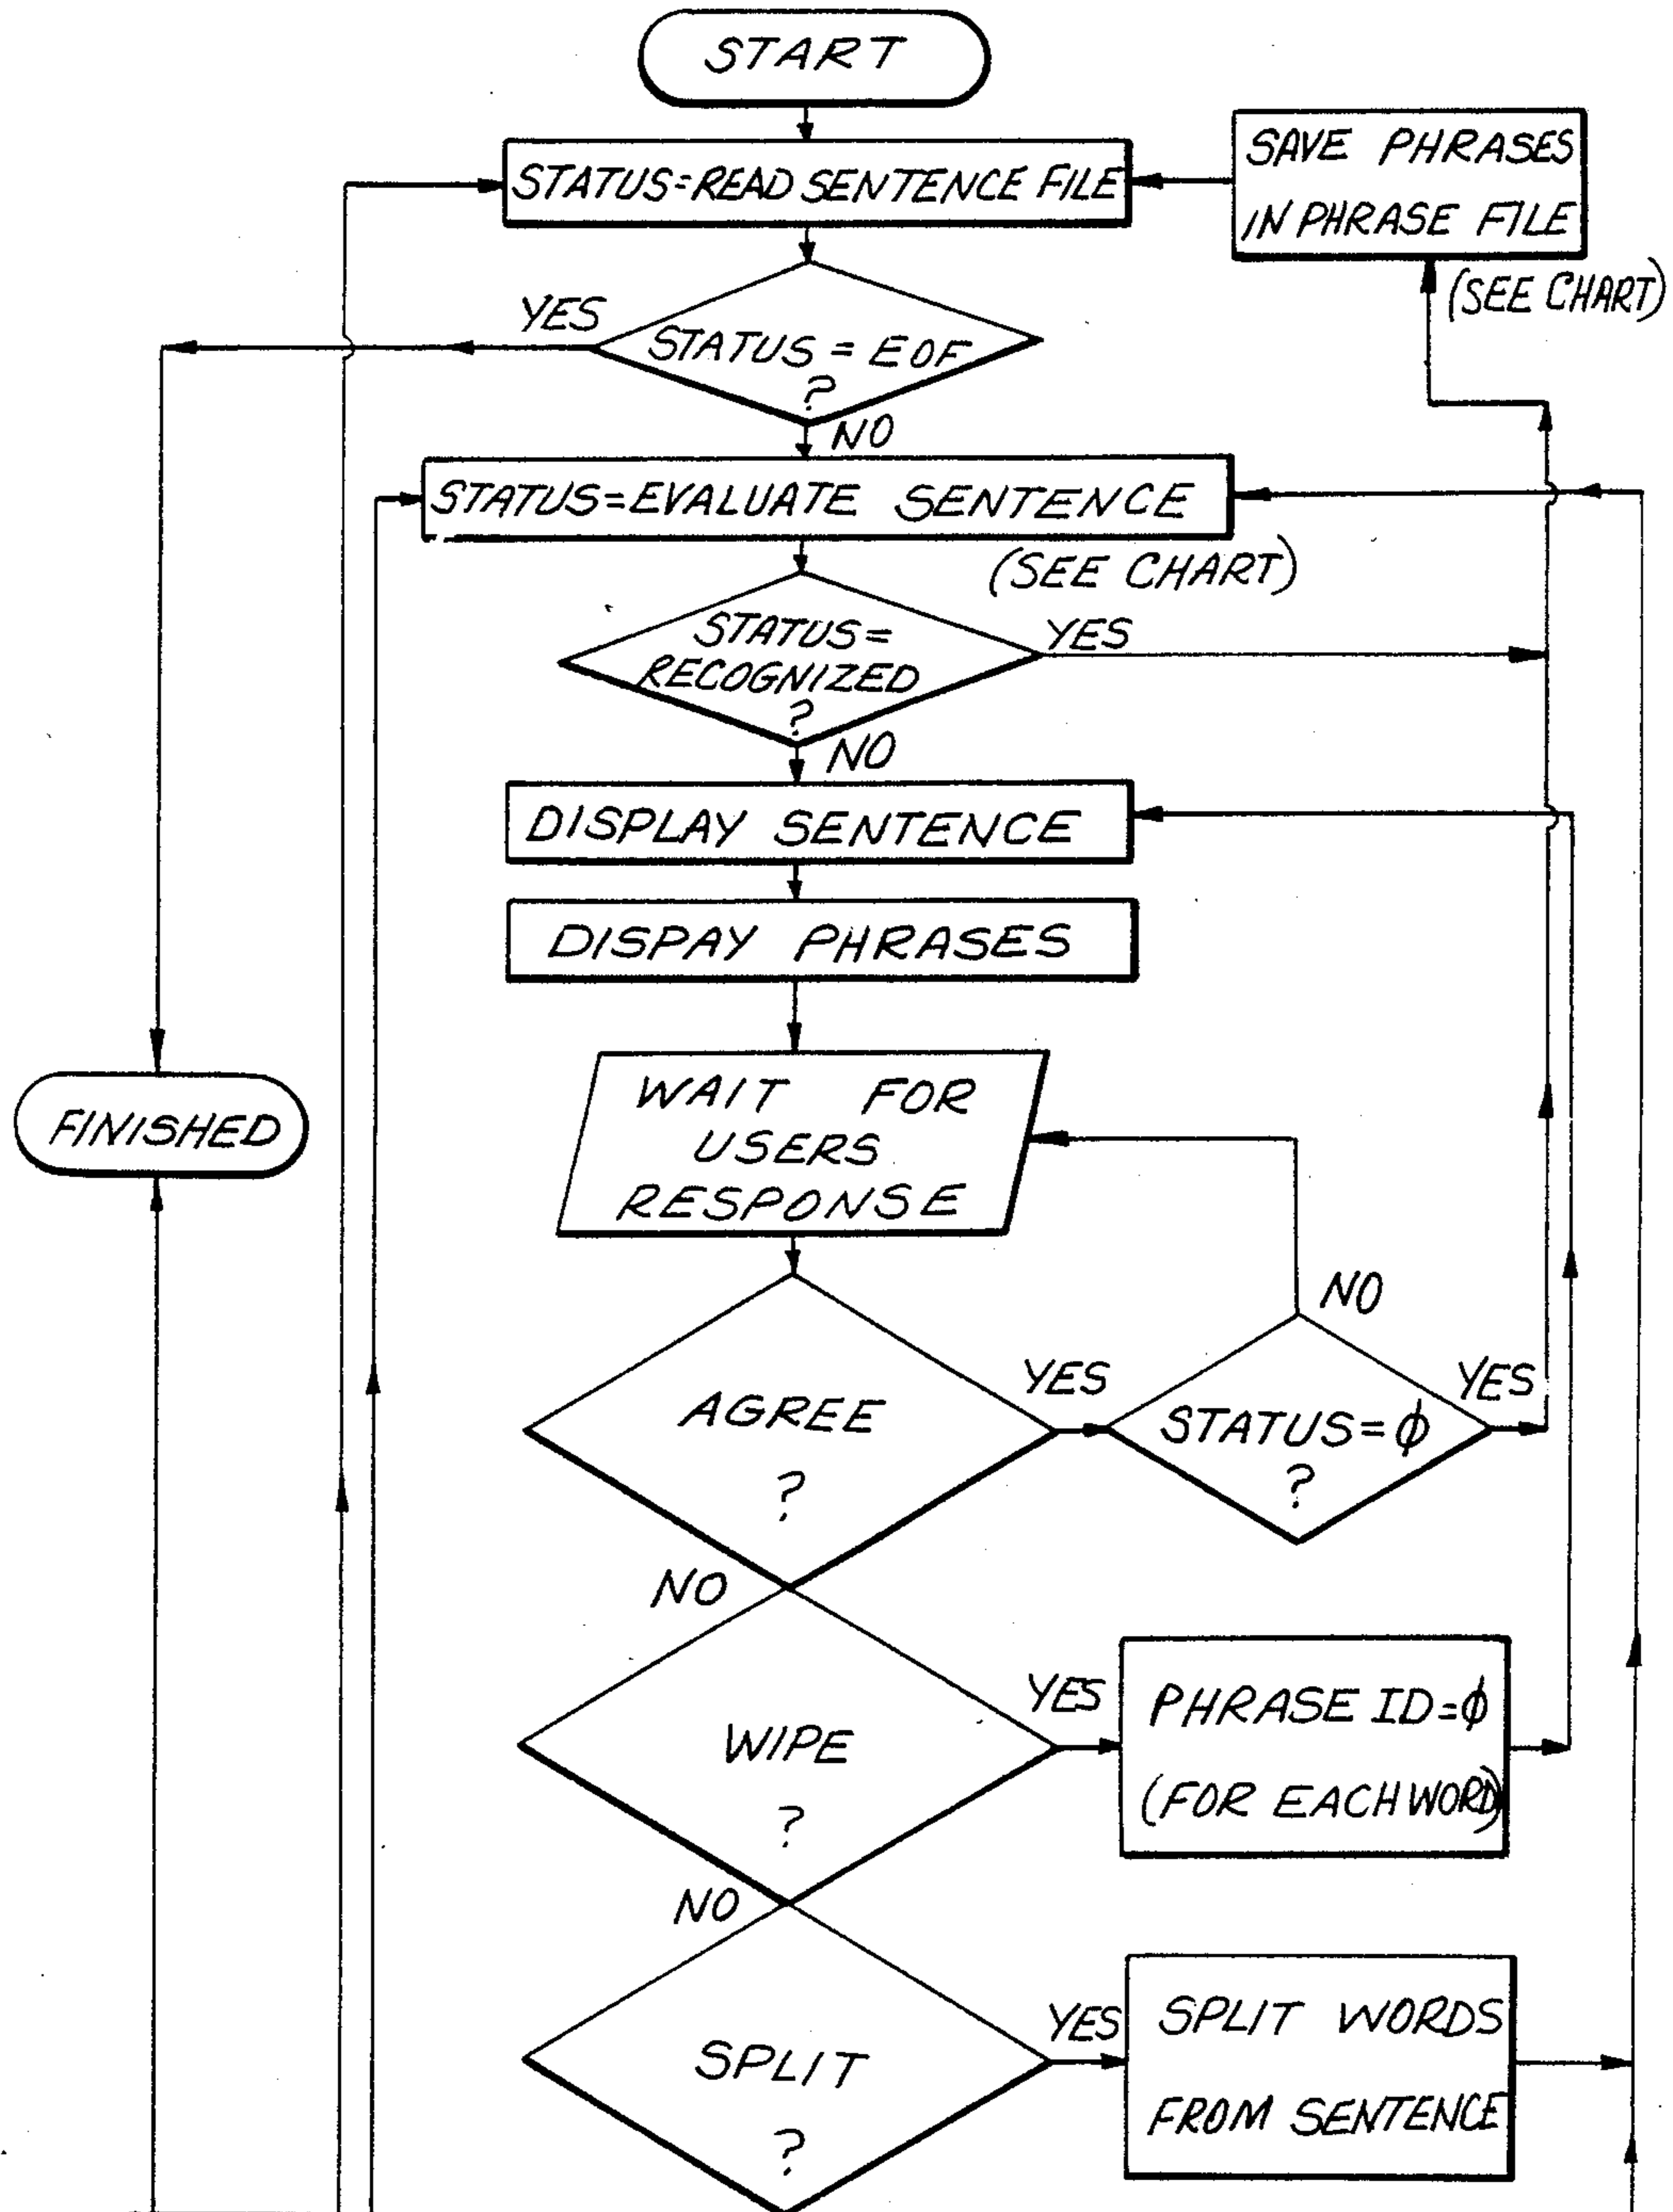 START
STATUS=READ SENTENCE FILE
SAVE PHRASES
IN PHRASE FILE
(SEE CHART)
YES
STATUS = EOF
?
NO
STATUS=EVALUATE SENTENCE
(SEE CHART)
STATUS=
RECOGNIZED
?
YES
NO
DISPLAY SENTENCE
DISPAY PHRASES
WAIT FOR
USERS
RESPONSE
FINISHED
AGREE
?
YES
NO
STATUS=ϕ
?
YES
NO
WIPE
?
YES
PHRASE ID=ϕ
(FOR EACH WORD)
NO
SPLIT
?
YES
SPLIT WORDS
FROM SENTENCE